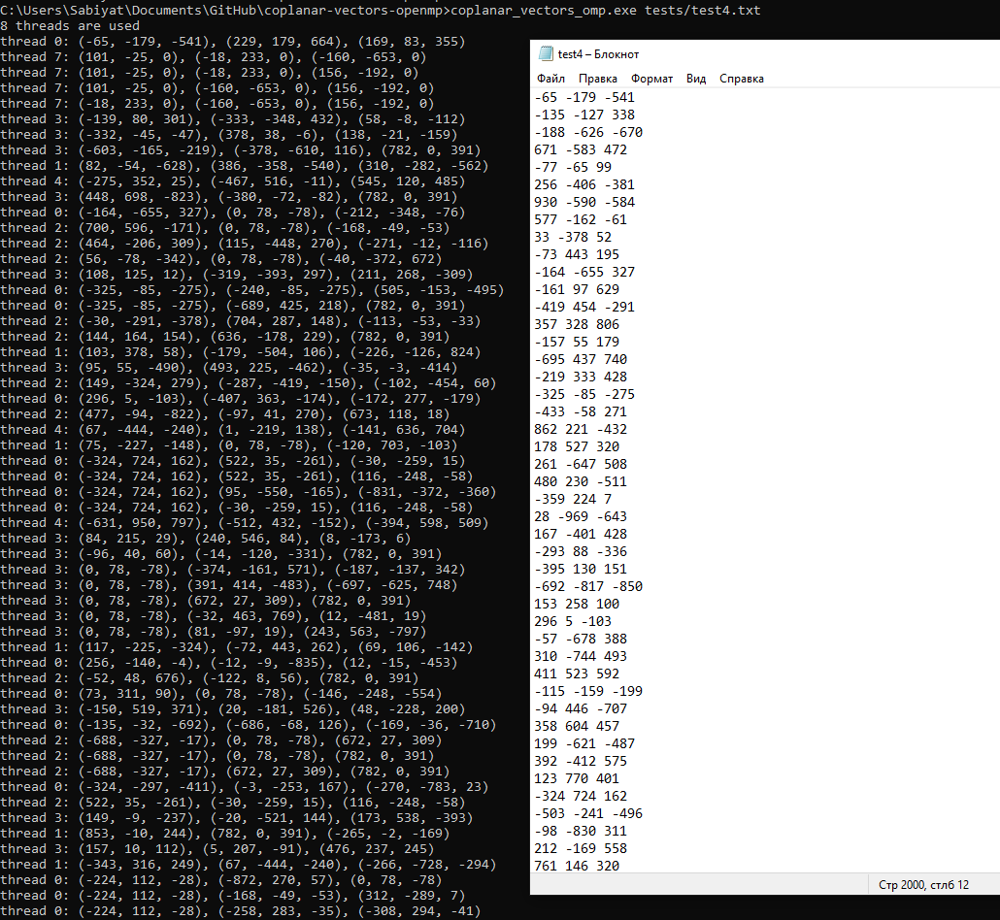 C:\Users\Sabiyat\Documents\GitHub\coplanar-vectors-openmp>coplanar_vectors_omp.exe tests/test4.txt
8 threads are used
thread 0: (-65, -179, -541), (229, 179, 664), (169, 83, 355)
thread 7: (101, -25, 0), (-18, 233, 0), (-160, -653, 0)
thread 7: (101, -25, 0), (-18, 233, 0), (156, -192, 0)
thread 7: (101, -25, 0), (-160, -653, 0), (156, -192, 0)
thread 7: (-18, 233, 0), (-160, -653, 0), (156, -192, 0)
thread 3: (-139, 80, 301), (-333, -348, 432), (58, -8, -112)
thread 3: (-332, -45, -47), (378, 38, -6), (138, -21, -159)
thread 3: (-603, -165, -219), (-378, -610, 116), (782, 0, 391)
thread 1: (82, -54, -628), (386, -358, -540), (310, -282, -562)
thread 4: (-275, 352, 25), (-467, 516, -11), (545, 120, 485)
thread 3: (448, 698, -823), (-380, -72, -82), (782, 0, 391)
thread 0: (-164, -655, 327), (0, 78, -78), (-212, -348, -76)
thread 2: (700, 596, -171), (0, 78, -78), (-168, -49, -53)
thread 2: (464, -206, 309), (115, -448, 270), (-271, -12, -116)
thread 2: (56, -78, -342), (0, 78, -78), (-40, -372, 672)
thread 3: (108, 125, 12), (-319, -393, 297), (211, 268, -309)
thread 0: (-325, -85, -275), (-240, -85, -275), (505, -153, -495)
thread 0: (-325, -85, -275), (-689, 425, 218), (782, 0, 391)
thread 2: (-30, -291, -378), (704, 287, 148), (-113, -53, -33)
thread 2: (144, 164, 154), (636, -178, 229), (782, 0, 391)
thread 1: (103, 378, 58), (-179, -504, 106), (-226, -126, 824)
thread 3: (95, 55, -490), (493, 225, -462), (-35, -3, -414)
thread 2: (149, -324, 279), (-287, -419, -150), (-102, -454, 60)
thread 0: (296, 5, -103), (-407, 363, -174), (-172, 277, -179)
thread 2: (477, -94, -822), (-97, 41, 270), (673, 118, 18)
thread 4: (67, -444, -240), (1, -219, 138), (-141, 636, 704)
thread 1: (75, -227, -148), (0, 78, -78), (-120, 703, -103)
thread 0: (-324, 724, 162), (522, 35, -261), (-30, -259, 15)
thread 0: (-324, 724, 162), (522, 35, -261), (116, -248, -58)
thread 0: (-324, 724, 162), (95, -550, -165), (-831, -372, -360)
thread 0: (-324, 724, 162), (-30, -259, 15), (116, -248, -58)
thread 4: (-631, 950, 797), (-512, 432, -152), (-394, 598, 509)
thread 3: (84, 215, 29), (240, 546, 84), (8, -173, 6)
thread 3: (-96, 40, 60), (-14, -120, -331), (782, 0, 391)
thread 3: (0, 78, -78), (-374, -161, 571), (-187, -137, 342)
thread 3: (0, 78, -78), (391, 414, -483), (-697, -625, 748)
thread 3: (0, 78, -78), (672, 27, 309), (782, 0, 391)
thread 3: (0, 78, -78), (-32, 463, 769), (12, -481, 19)
thread 3: (0, 78, -78), (81, -97, 19), (243, 563, -797)
thread 1: (117, -225, -324), (-72, 443, 262), (69, 106, -142)
thread 0: (256, -140, -4), (-12, -9, -835), (12, -15, -453)
thread 2: (-52, 48, 676), (-122, 8, 56), (782, 0, 391)
thread 0: (73, 311, 90), (0, 78, -78), (-146, -248, -554)
thread 3: (-150, 519, 371), (20, -181, 526), (48, -228, 200)
thread 0: (-135, -32, -692), (-686, -68, 126), (-169, -36, -710)
thread 2: (-688, -327, -17), (0, 78, -78), (672, 27, 309)
thread 2: (-688, -327, -17), (0, 78, -78), (782, 0, 391)
thread 2: (-688, -327, -17), (672, 27, 309), (782, 0, 391)
thread 0: (-324, -297, -411), (-3, -253, 167), (-270, -783, 23)
thread 2: (522, 35, -261), (-30, -259, 15), (116, -248, -58)
thread 3: (149, -9, -237), (-20, -521, 144), (173, 538, -393)
thread 1: (853, -10, 244), (782, 0, 391), (-265, -2, -169)
thread 3: (157, 10, 112), (5, 207, -91), (476, 237, 245)
thread 1: (-343, 316, 249), (67, -444, -240), (-266, -728, -294)
thread 0: (-224, 112, -28), (-872, 270, 57), (0, 78, -78)
thread 0: (-224, 112, -28), (-168, -49, -53), (312, -289, 7)
thread 0: (-224, 112, -28), (-258, 283, -35), (-308, 294, -41)
test4 – Блокнот
Файл Правка Формат Вид Справка
-65 -179 -541
-135 -127 338
-188 -626 -670
671 -583 472
-77 -65 99
256 -406 -381
930 -590 -584
577 -162 -61
33 -378 52
-73 443 195
-164 -655 327
-161 97 629
-419 454 -291
357 328 806
-157 55 179
-695 437 740
-219 333 428
-325 -85 -275
-433 -58 271
862 221 -432
178 527 320
261 -647 508
480 230 -511
-359 224 7
28 -969 -643
167 -401 428
-293 88 -336
-395 130 151
-692 -817 -850
153 258 100
296 5 -103
-57 -678 388
310 -744 493
411 523 592
-115 -159 -199
-94 446 -707
358 604 457
199 -621 -487
392 -412 575
123 770 401
-324 724 162
-503 -241 -496
-98 -830 311
212 -169 558
761 146 320
Стр 2000, стлб 12